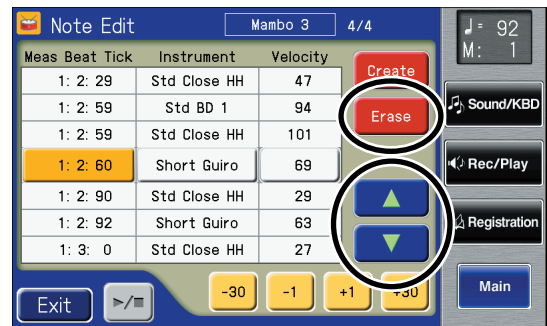 Note Edit Mambo 3 4/4 ♩= 92
M: 1
Meas Beat Tick Instrument Velocity Create
1: 2: 29 Std Close HH 47
1: 2: 59 Std BD 1 94 Erase Sound/KBD
1: 2: 59 Std Close HH 101
1: 2: 60 Short Guiro 69 Rec/Play
1: 2: 90 Std Close HH 29
1: 2: 92 Short Guiro 63 Registration
1: 3: 0 Std Close HH 27
Exit -30 -1 +1 +30 Main